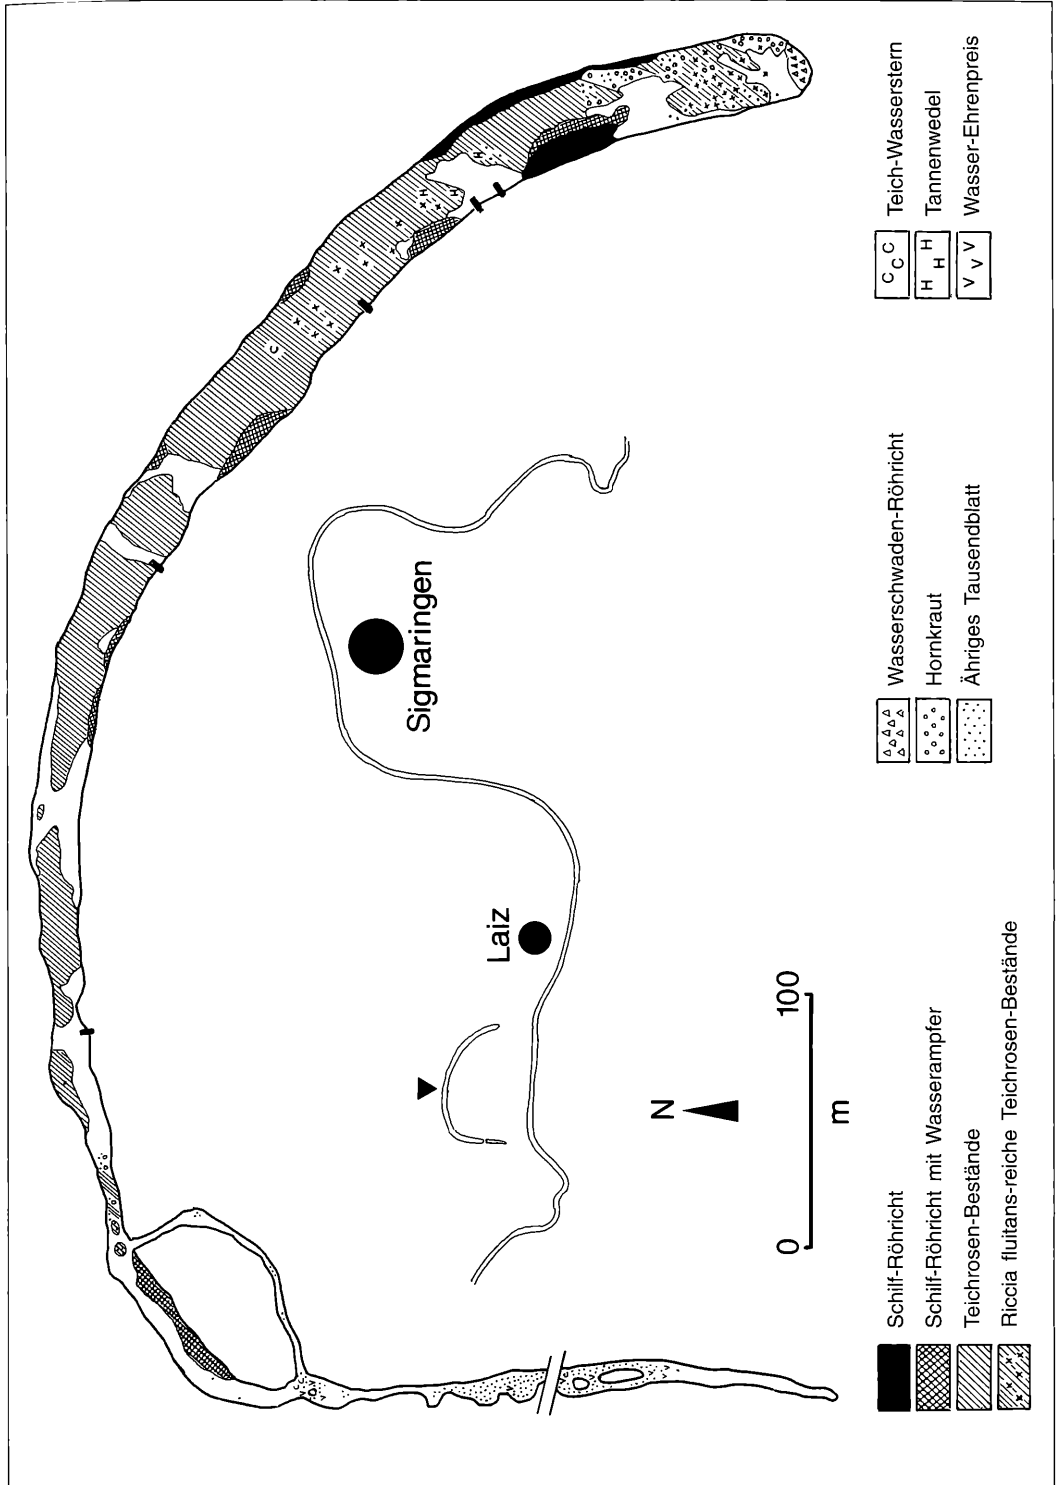 Sigmaringen
Laiz
N
0 100
m
Schilf-Röhricht
Schilf-Röhricht mit Wasserampfer
Teichrosen-Bestände
Riccia fluitans-reiche Teichrosen-Bestände
Wasserschwaden-Röhricht
Hornkraut
Ähriges Tausendblatt
C C C Teich-Wasserstern
H H H Tannenwedel
V V V Wasser-Ehrenpreis
C
H
H
H